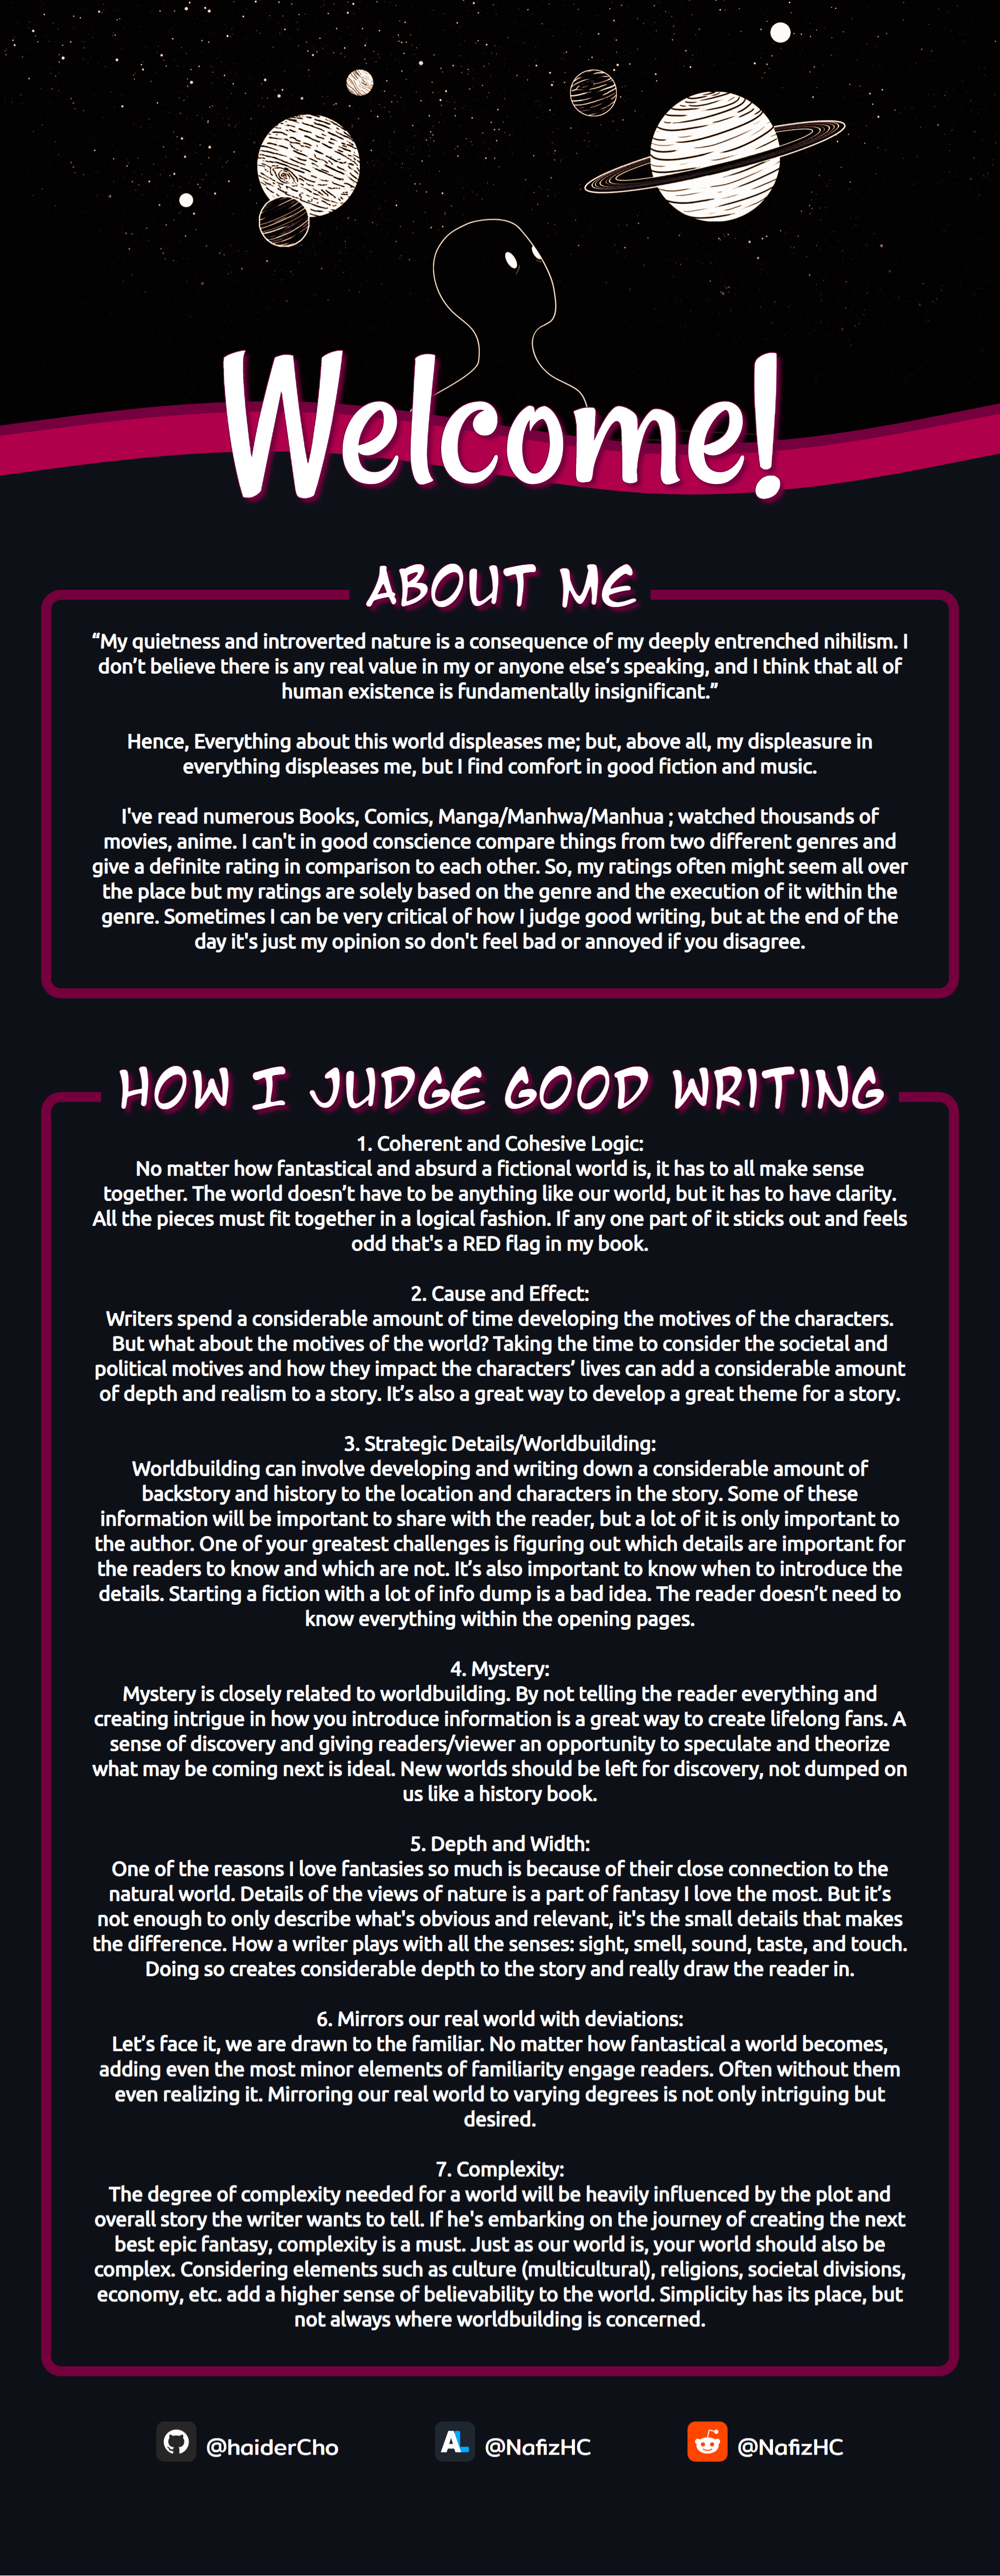 Welcome!
ABOUT ME
“My quietness and introverted nature is a consequence of my deeply entrenched nihilism. I
don’t believe there is any real value in my or anyone else’s speaking, and I think that all of
human existence is fundamentally insignificant.”
Hence, Everything about this world displeases me; but, above all, my displeasure in
everything displeases me, but I find comfort in good fiction and music.
I've read numerous Books, Comics, Manga/Manhwa/Manhua ; watched thousands of
movies, anime. I can't in good conscience compare things from two different genres and
give a definite rating in comparison to each other. So, my ratings often might seem all over
the place but my ratings are solely based on the genre and the execution of it within the
genre. Sometimes I can be very critical of how I judge good writing, but at the end of the
day it's just my opinion so don't feel bad or annoyed if you disagree.
HOW I JUDGE GOOD WRITING
1. Coherent and Cohesive Logic:
No matter how fantastical and absurd a fictional world is, it has to all make sense
together. The world doesn’t have to be anything like our world, but it has to have clarity.
All the pieces must fit together in a logical fashion. If any one part of it sticks out and feels
odd that's a RED flag in my book.
2. Cause and Effect:
Writers spend a considerable amount of time developing the motives of the characters.
But what about the motives of the world? Taking the time to consider the societal and
political motives and how they impact the characters’ lives can add a considerable amount
of depth and realism to a story. It’s also a great way to develop a great theme for a story.
3. Strategic Details/Worldbuilding:
Worldbuilding can involve developing and writing down a considerable amount of
backstory and history to the location and characters in the story. Some of these
information will be important to share with the reader, but a lot of it is only important to
the author. One of your greatest challenges is figuring out which details are important for
the readers to know and which are not. It’s also important to know when to introduce the
details. Starting a fiction with a lot of info dump is a bad idea. The reader doesn’t need to
know everything within the opening pages.
4. Mystery:
Mystery is closely related to worldbuilding. By not telling the reader everything and
creating intrigue in how you introduce information is a great way to create lifelong fans. A
sense of discovery and giving readers/viewer an opportunity to speculate and theorize
what may be coming next is ideal. New worlds should be left for discovery, not dumped on
us like a history book.
5. Depth and Width:
One of the reasons I love fantasies so much is because of their close connection to the
natural world. Details of the views of nature is a part of fantasy I love the most. But it’s
not enough to only describe what's obvious and relevant, it's the small details that makes
the difference. How a writer plays with all the senses: sight, smell, sound, taste, and touch.
Doing so creates considerable depth to the story and really draw the reader in.
6. Mirrors our real world with deviations:
Let’s face it, we are drawn to the familiar. No matter how fantastical a world becomes,
adding even the most minor elements of familiarity engage readers. Often without them
even realizing it. Mirroring our real world to varying degrees is not only intriguing but
desired.
7. Complexity:
The degree of complexity needed for a world will be heavily influenced by the plot and
overall story the writer wants to tell. If he's embarking on the journey of creating the next
best epic fantasy, complexity is a must. Just as our world is, your world should also be
complex. Considering elements such as culture (multicultural), religions, societal divisions,
economy, etc. add a higher sense of believability to the world. Simplicity has its place, but
not always where worldbuilding is concerned.
@haiderCho AL @NafizHC @NafizHC